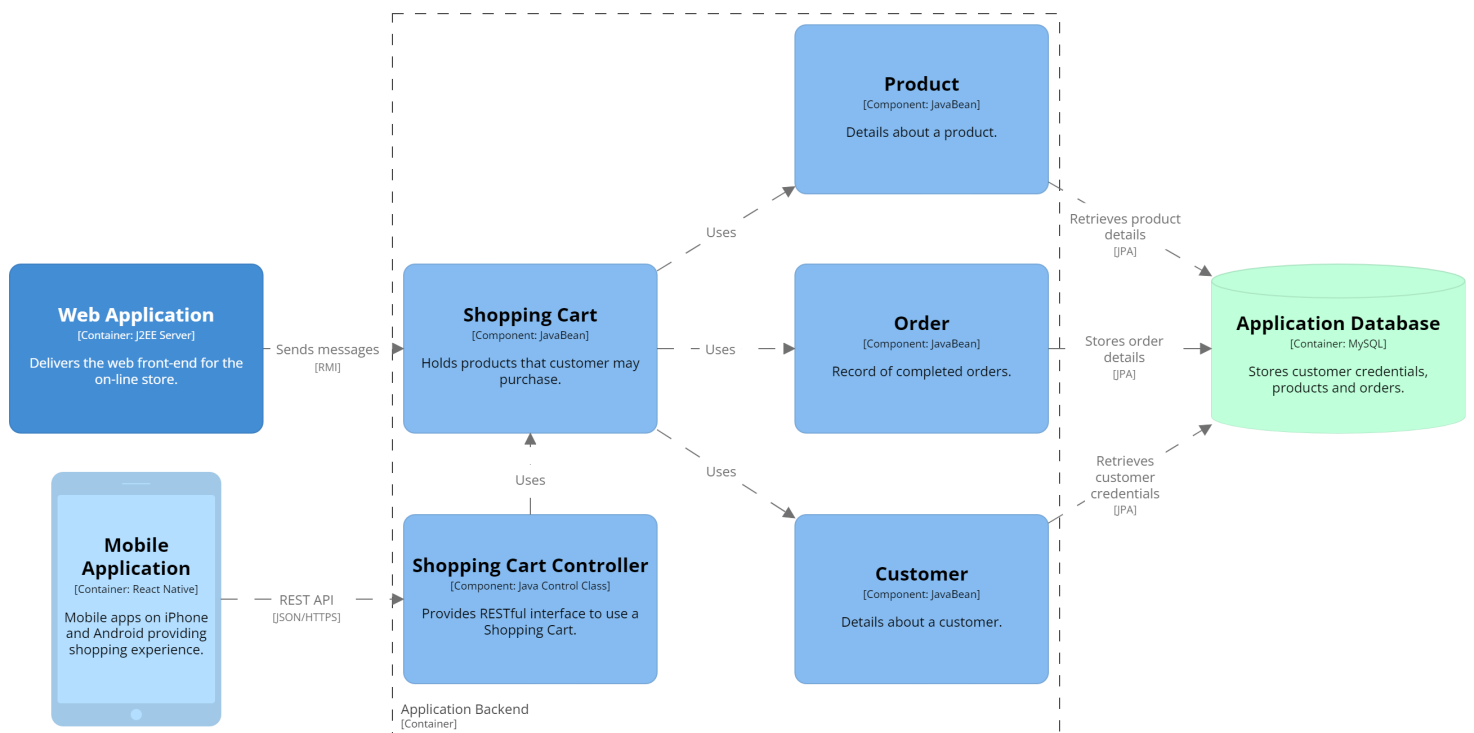 Product
[Component: JavaBean]
Details about a product.
Uses
Retrieves product
details
[JPA]
Web Application
[Container: J2EE Server]
Delivers the web front-end for the
on-line store.
Sends messages
[RMI]
Shopping Cart
[Component: JavaBean]
Holds products that customer may
purchase.
Uses
Order
[Component: JavaBean]
Record of completed orders.
Stores order
details
[JPA]
Application Database
[Container: MySQL]
Stores customer credentials,
products and orders.
Uses
Uses
Retrieves
customer
credentials
[JPA]
Mobile
Application
[Container: React Native]
Mobile apps on iPhone
and Android providing
shopping experience.
REST API
[JSON/HTTPS]
Shopping Cart Controller
[Component: Java Control Class]
Provides RESTful interface to use a
Shopping Cart.
Customer
[Component: JavaBean]
Details about a customer.
Application Backend
[Container]